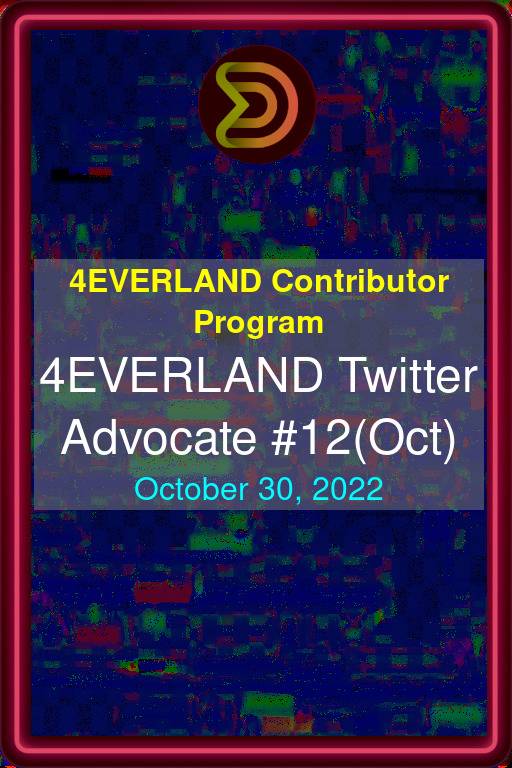 4EVERLAND Contributor
Program
4EVERLAND Twitter
Advocate #12(Oct)
October 30, 2022